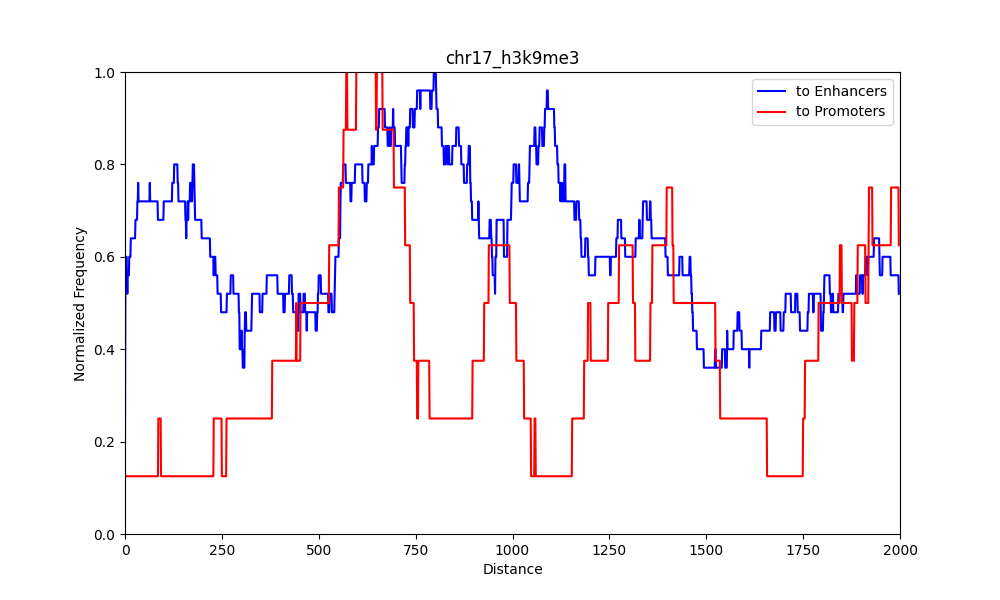 chr17_h3k9me3
to Enhancers
to Promoters
Normalized Frequency
1.0
0.8
0.6
0.4
0.2
0.0
0 250 500 750 1000 1250 1500 1750 2000
Distance